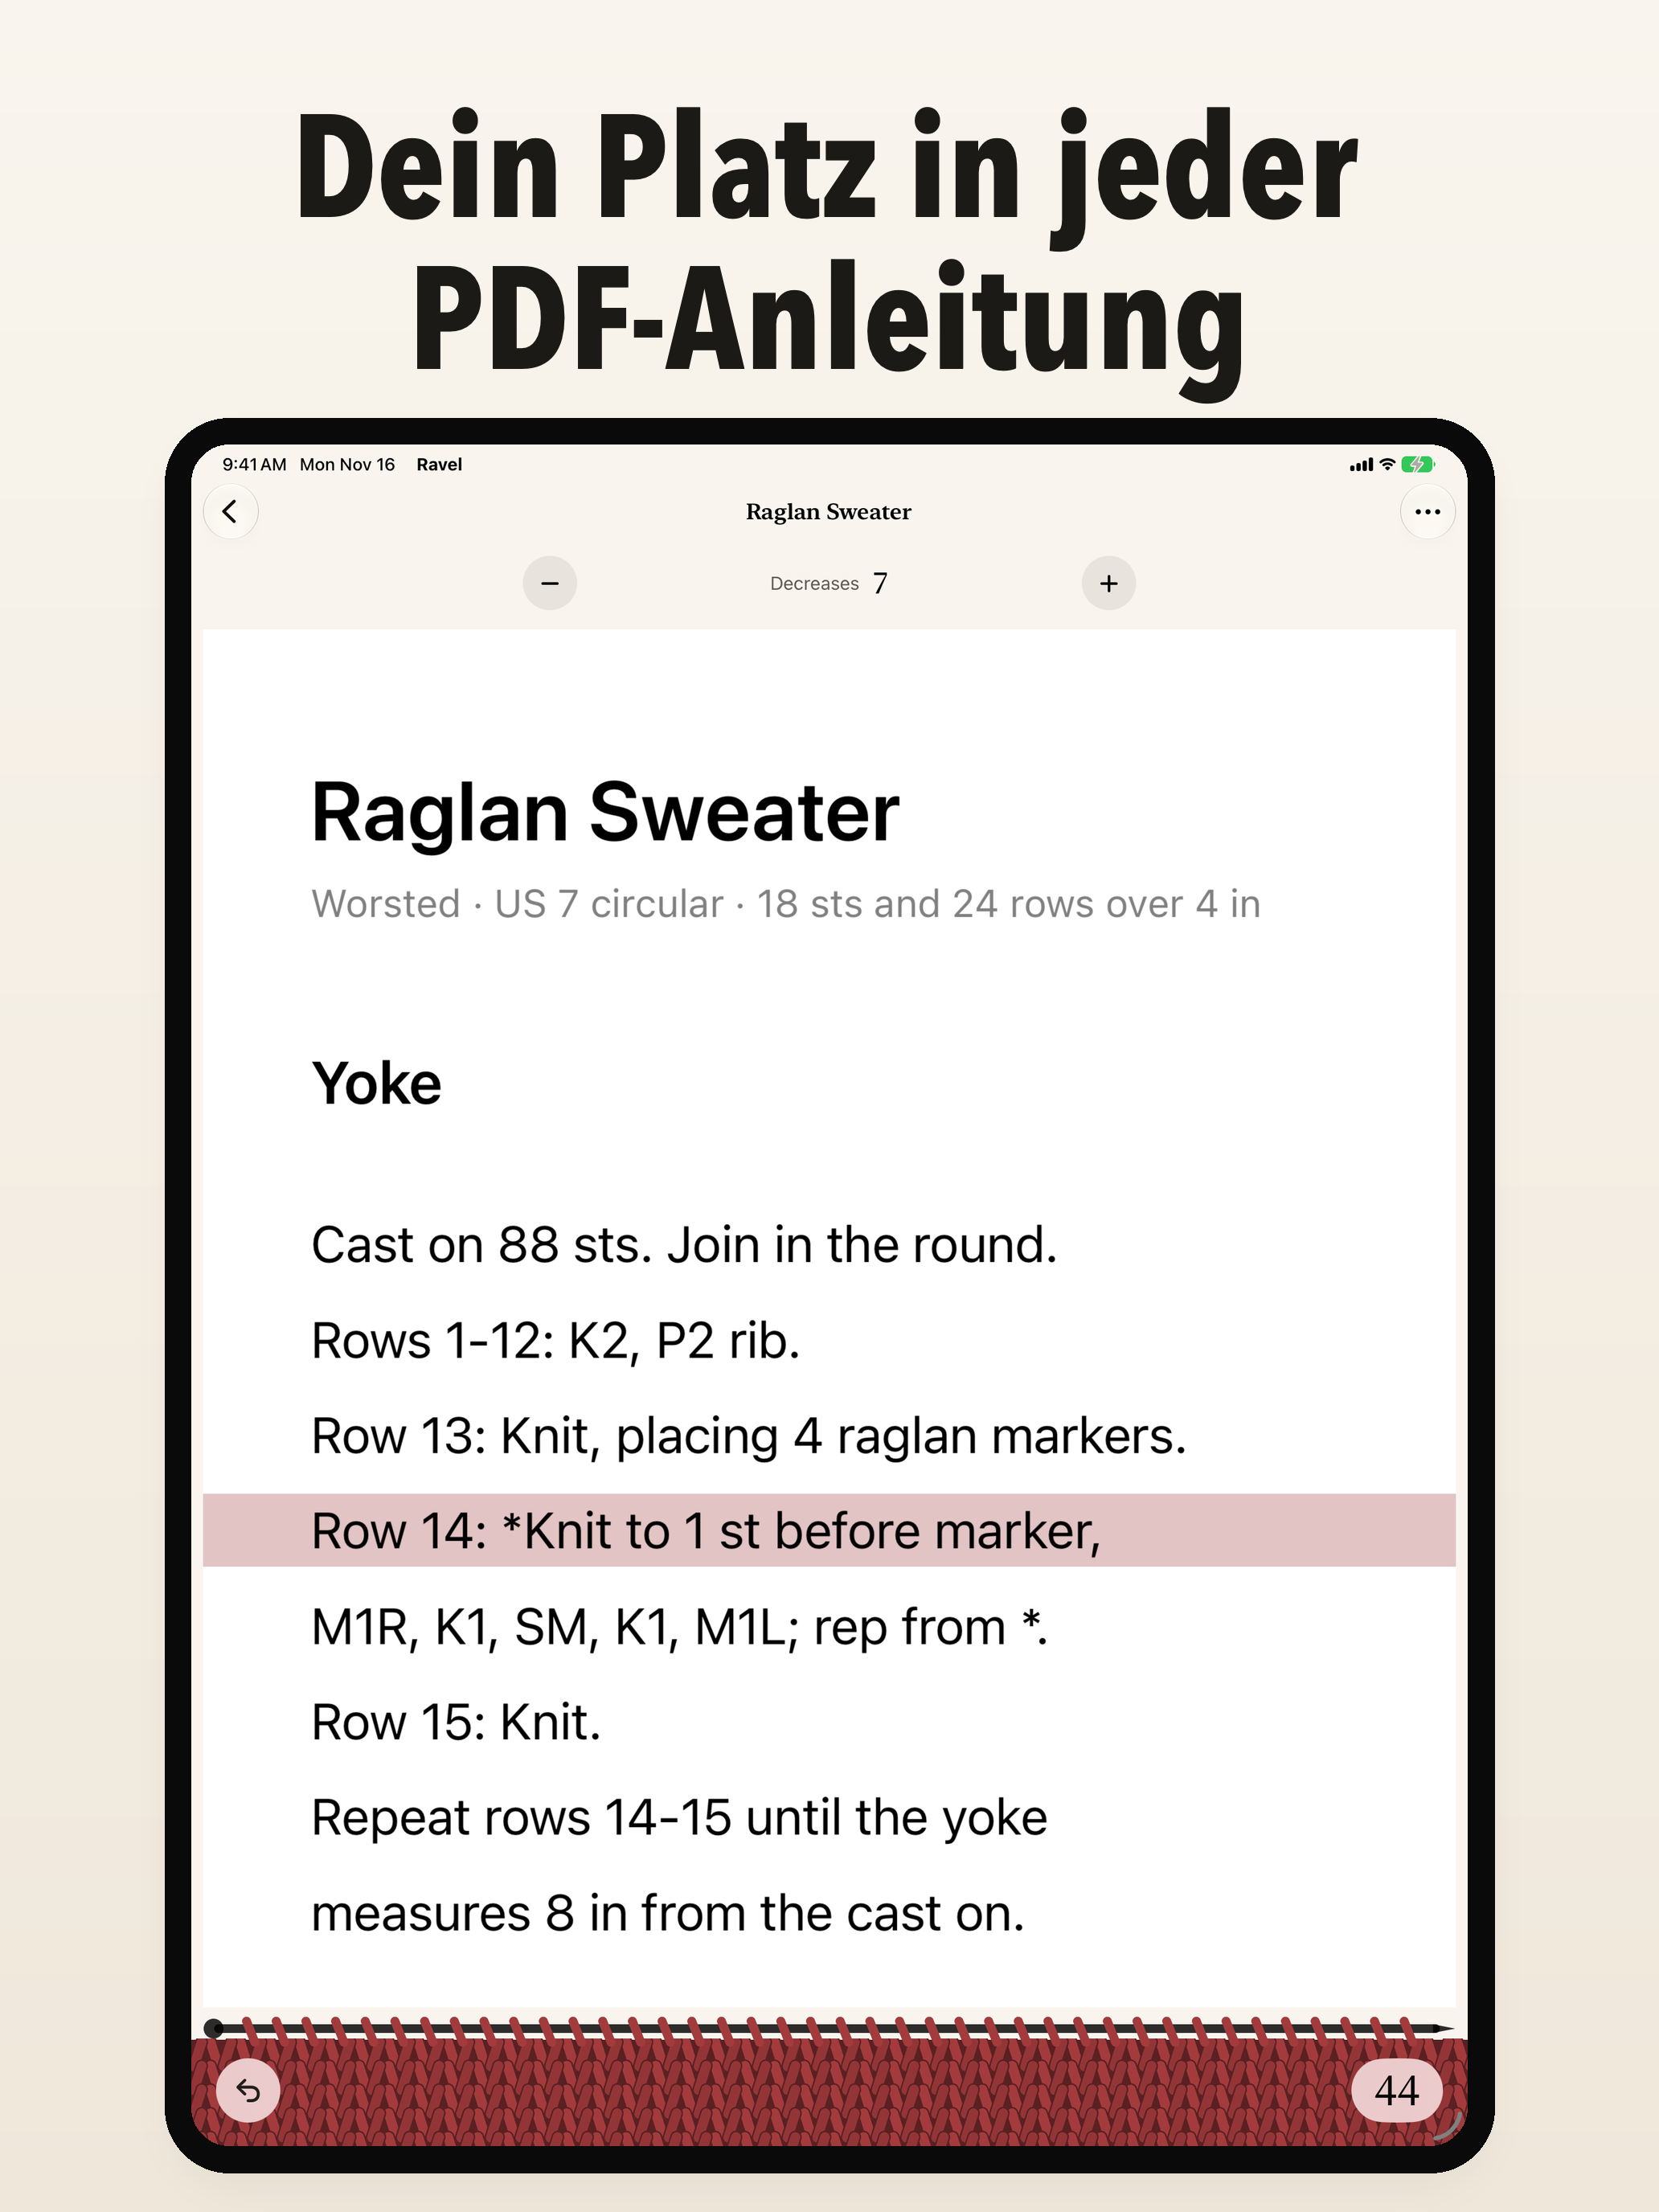 Dein Platz in jeder
PDF-Anleitung
9:41 AM Mon Nov 16 Ravel
Raglan Sweater
Decreases 7
Raglan Sweater
Worsted · US 7 circular · 18 sts and 24 rows over 4 in
Yoke
Cast on 88 sts. Join in the round.
Rows 1-12: K2, P2 rib.
Row 13: Knit, placing 4 raglan markers.
Row 14: *Knit to 1 st before marker,
M1R, K1, SM, K1, M1L; rep from *.
Row 15: Knit.
Repeat rows 14-15 until the yoke
measures 8 in from the cast on.
44